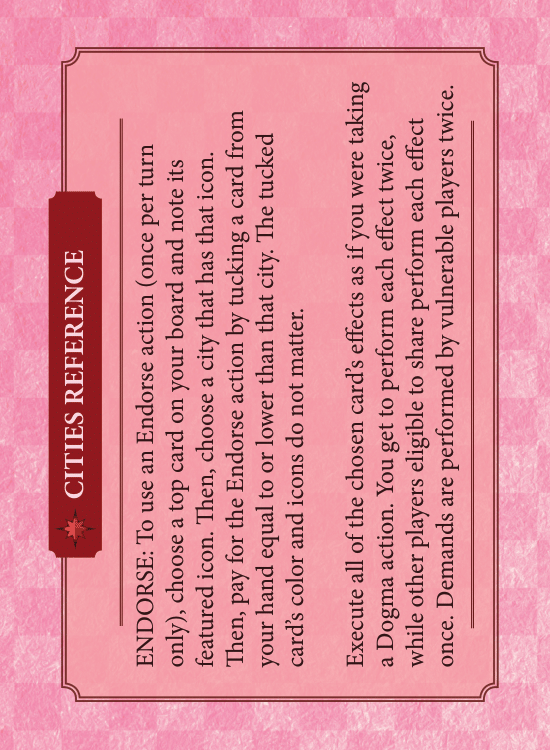 CITIES REFERENCE
ENDORSE: To use an Endorse action (once per turn
only), choose a top card on your board and note its
featured icon. Then, choose a city that has that icon.
Then, pay for the Endorse action by tucking a card from
your hand equal to or lower than that city. The tucked
card’s color and icons do not matter.
Execute all of the chosen card’s effects as if you were taking
a Dogma action. You get to perform each effect twice,
while other players eligible to share perform each effect
once. Demands are performed by vulnerable players twice.